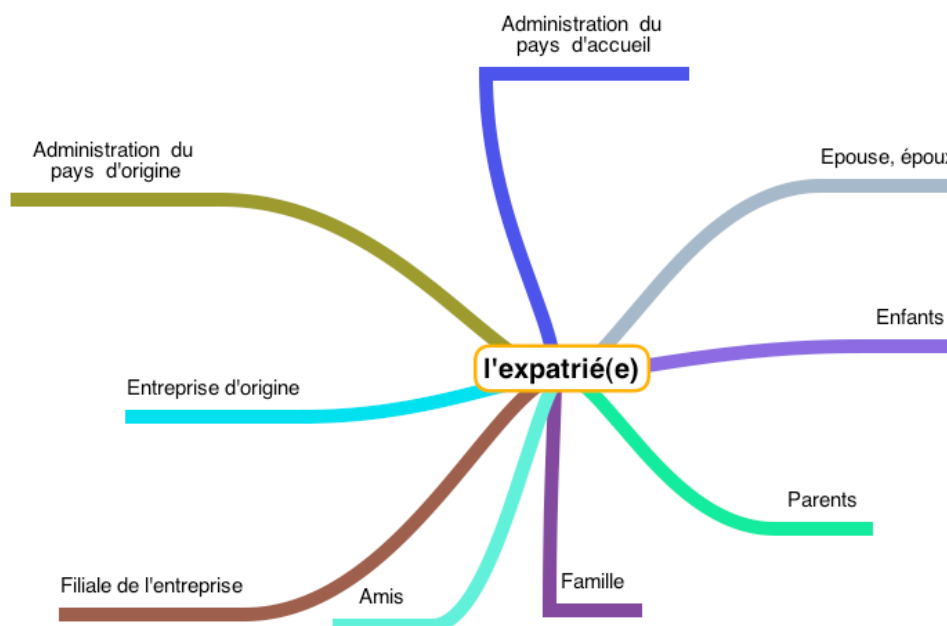 Administration du
pays d'accueil
Administration du
pays d'origine
Epouse, époux
Enfants
l'expatrié(e)
Entreprise d'origine
Parents
Filiale de l'entreprise
Amis
Famille